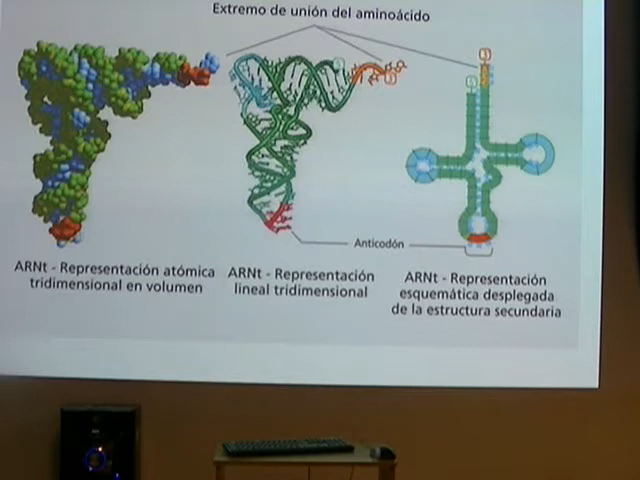 Extremo de unión del aminoácido
Anticodón
ARNt - Representación atómica
tridimensional en volumen
ARNt - Representación
lineal tridimensional
ARNt - Representación
esquemática desplegada
de la estructura secundaria